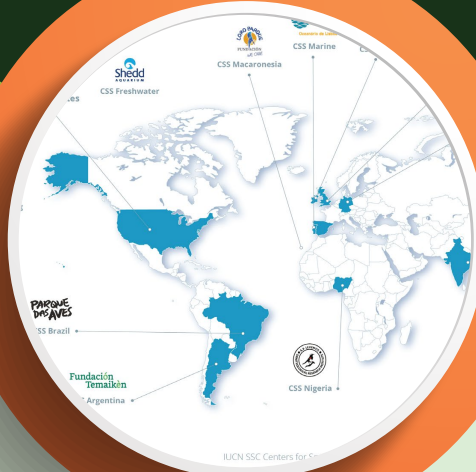 LORO PARQUE
FUNDACIÓN
CSS Macaronesia
CSS Marine
Shedd
AQUARIUM
CSS Freshwater
PARQUE
DAS AVES
SS Brazil
Fundación
Temaikèn
Argentina
CSS Nigeria
IUCN SSC Centers for